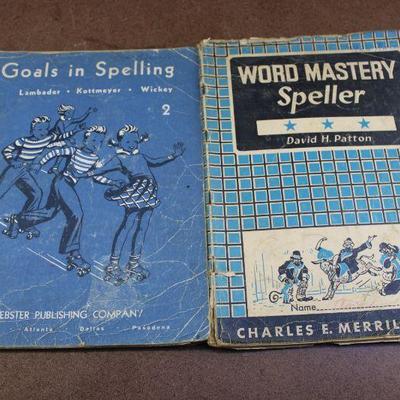 Goals in Spelling
Lambader • Kottmeyer • Wickey
2
EBSTER PUBLISHING COMPANY
Atlanta Dallas Pasadena
WORD MASTERY
Speller
David H. Patton
Name
CHARLES E. MERRIL